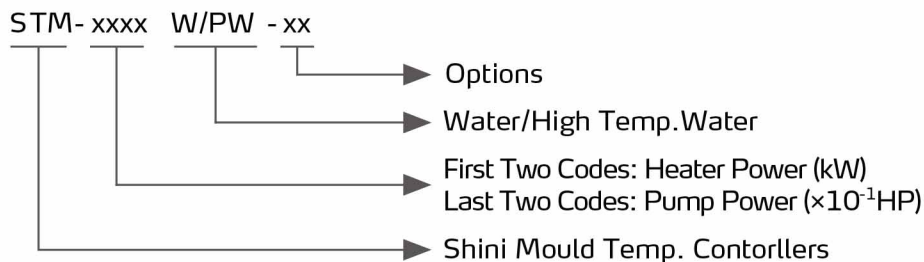 STM- xxxx W/PW - xx
Options
Water/High Temp.Water
First Two Codes: Heater Power (kW)
Last Two Codes: Pump Power (×10⁻¹HP)
Shini Mould Temp. Contorllers